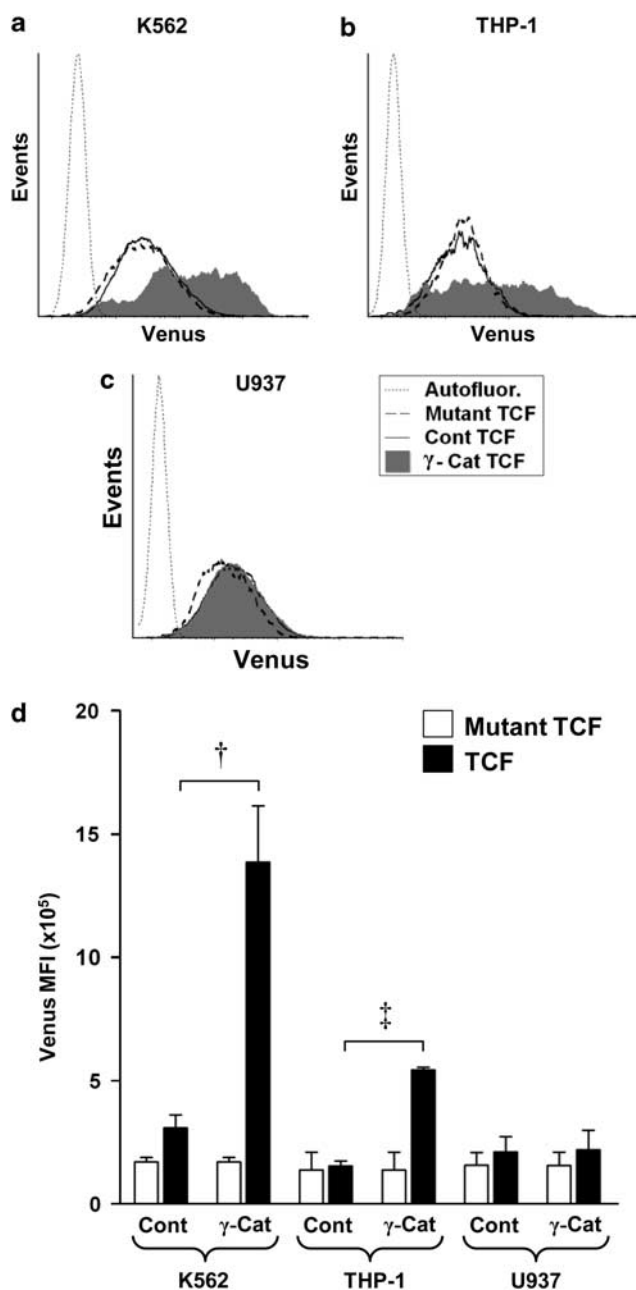 a
K562
Events
Venus
b
THP-1
Events
Venus
c
U937
Events
Venus
Autofluor.
Mutant TCF
Cont TCF
γ- Cat TCF
d
Venus MFI (x10⁵)
20
15
10
5
0
†
‡
Mutant TCF
TCF
Cont γ-Cat Cont γ-Cat Cont γ-Cat
K562 THP-1 U937